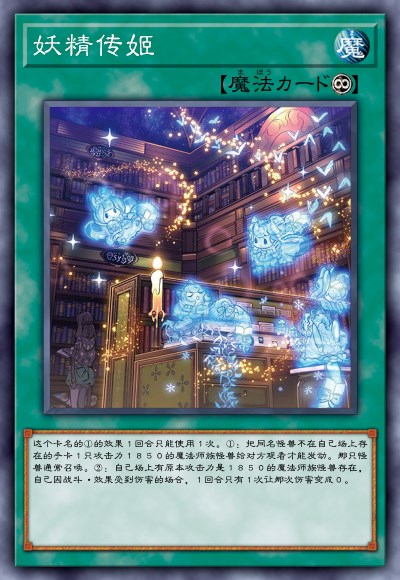 妖精传姬
魔
【魔法カード】
まほう
这个卡名的①的效果１回合只能使用１次。①：把同名怪兽不在自己场上存
在的手卡１只攻击力１８５０的魔法师族怪兽给对方观看才能发动。那只怪
兽通常召唤。②：自己场上有原本攻击力是１８５０的魔法师族怪兽存在，
自己因战斗·效果受到伤害的场合，１回合只有１次让那次伤害变成０。